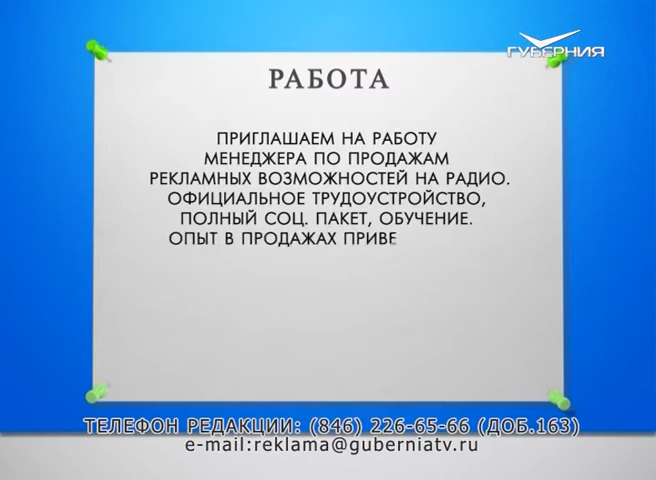 ГУБЕРНИЯ
РАБОТА
ПРИГЛАШАЕМ НА РАБОТУ
МЕНЕДЖЕРА ПО ПРОДАЖАМ
РЕКЛАМНЫХ ВОЗМОЖНОСТЕЙ НА РАДИО.
ОФИЦИАЛЬНОЕ ТРУДОУСТРОЙСТВО,
ПОЛНЫЙ СОЦ. ПАКЕТ, ОБУЧЕНИЕ.
ОПЫТ В ПРОДАЖАХ ПРИВЕ
ТЕЛЕФОН РЕДАКЦИИ: (846) 226-65-66 (ДОБ.163)
e-mail:reklama@guberniatv.ru